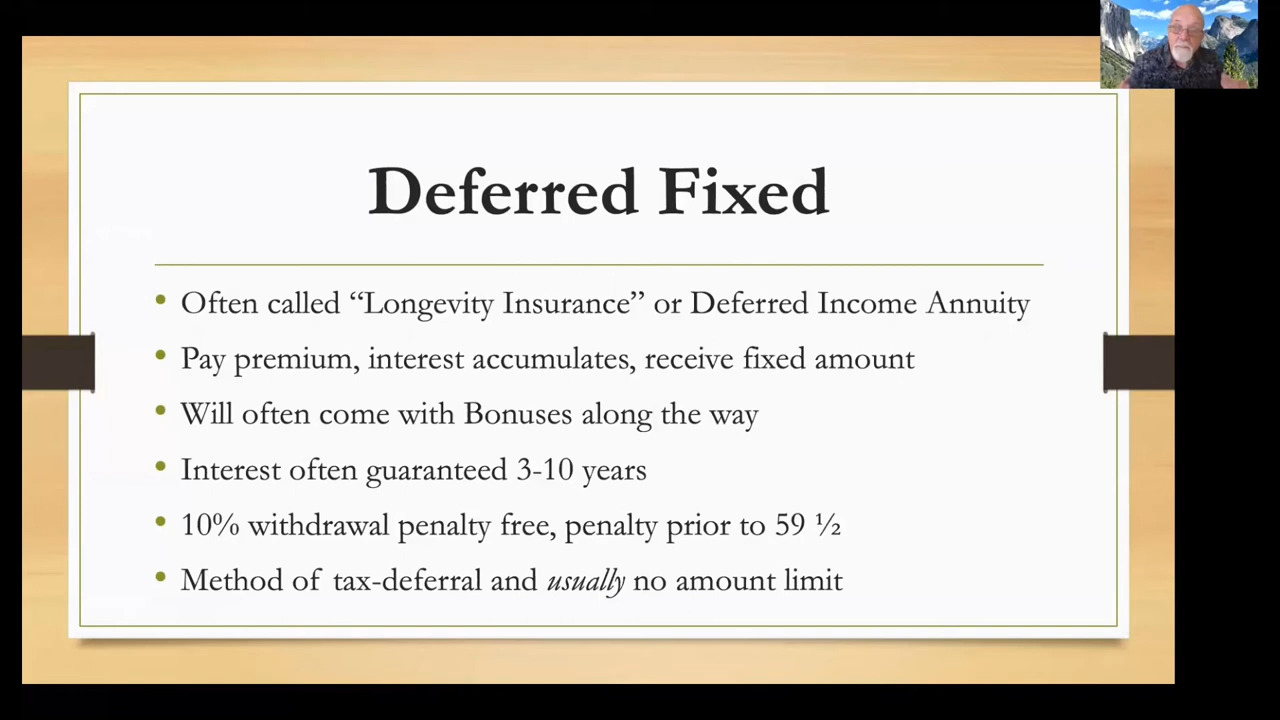 Deferred Fixed
• Often called “Longevity Insurance” or Deferred Income Annuity
• Pay premium, interest accumulates, receive fixed amount
• Will often come with Bonuses along the way
• Interest often guaranteed 3-10 years
• 10% withdrawal penalty free, penalty prior to 59 ½
• Method of tax-deferral and usually no amount limit